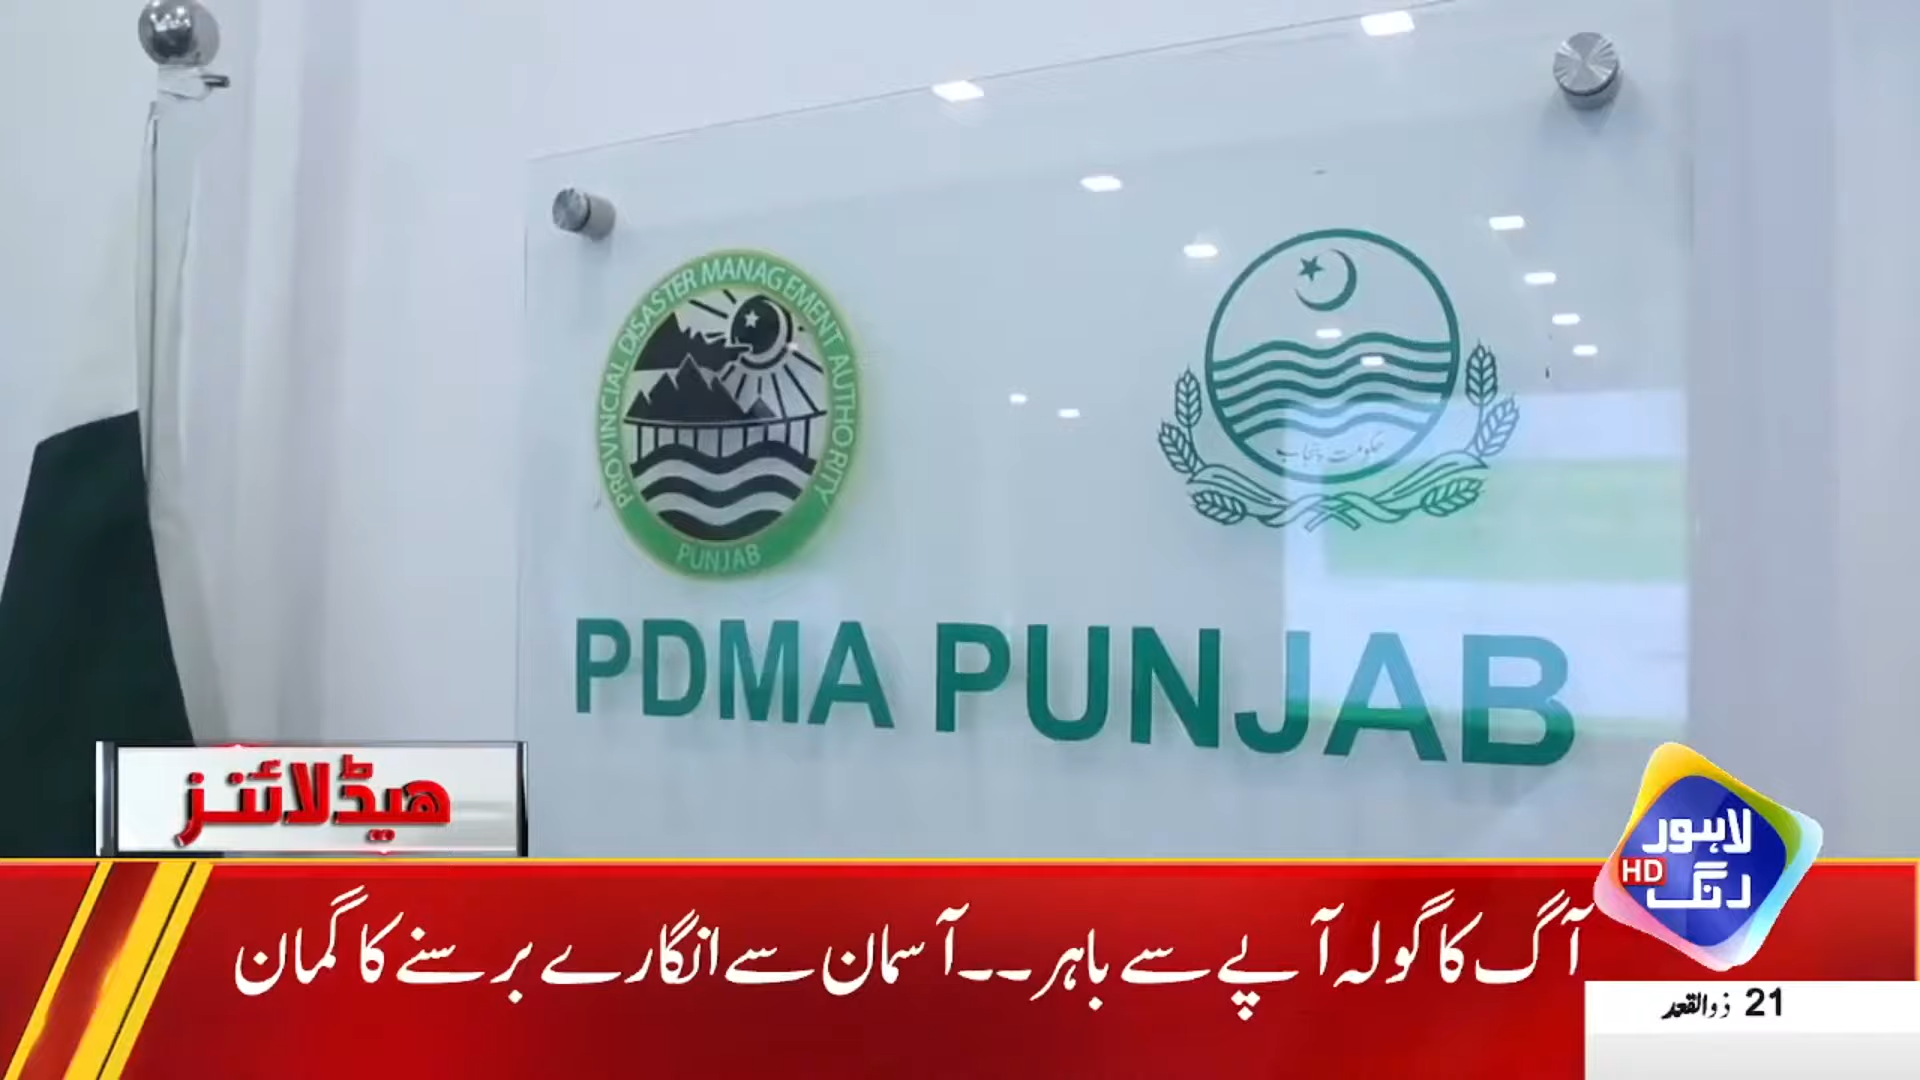 PROVINCIAL DISASTER MANAGEMENT AUTHORITY
PUNJAB
حکومت پنجاب
PDMA PUNJAB
ھیڈلائنز
لاہور
رنگ
HD
آگ کا گولہ آپے سے باہر۔۔آسمان سے انگارے برسنے کا گمان
21 ذوالقعد